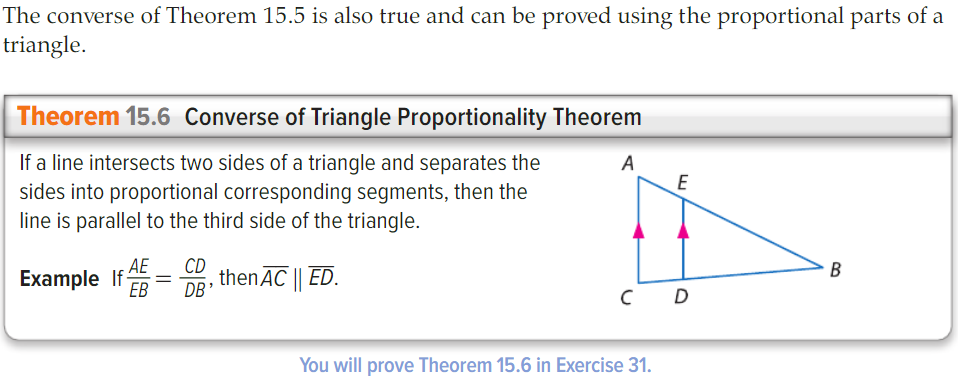 The converse of Theorem 15.5 is also true and can be proved using the proportional parts of a
triangle.
Theorem 15.6 Converse of Triangle Proportionality Theorem
If a line intersects two sides of a triangle and separates the
sides into proportional corresponding segments, then the
line is parallel to the third side of the triangle.
Example If AE/EB = CD/DB, then AC || ED.
A
E
B
C
D
You will prove Theorem 15.6 in Exercise 31.